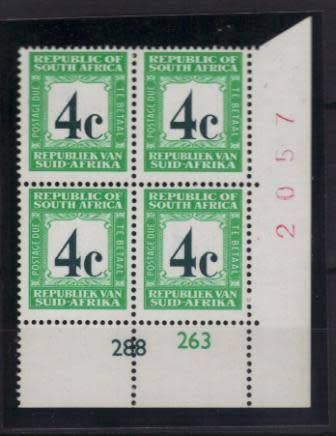 REPUBLIC OF
SOUTH AFRICA
POSTAGE DUE
4c
TE BETAAL
REPUBLIEK VAN
SUID-AFRIKA
REPUBLIC OF
SOUTH AFRICA
POSTAGE DUE
4c
TE BETAAL
REPUBLIEK VAN
SUID-AFRIKA
2057
REPUBLIC OF
SOUTH AFRICA
POSTAGE DUE
4c
TE BETAAL
REPUBLIEK VAN
SUID-AFRIKA
REPUBLIC OF
SOUTH AFRICA
POSTAGE DUE
4c
TE BETAAL
REPUBLIEK VAN
SUID-AFRIKA
288
263